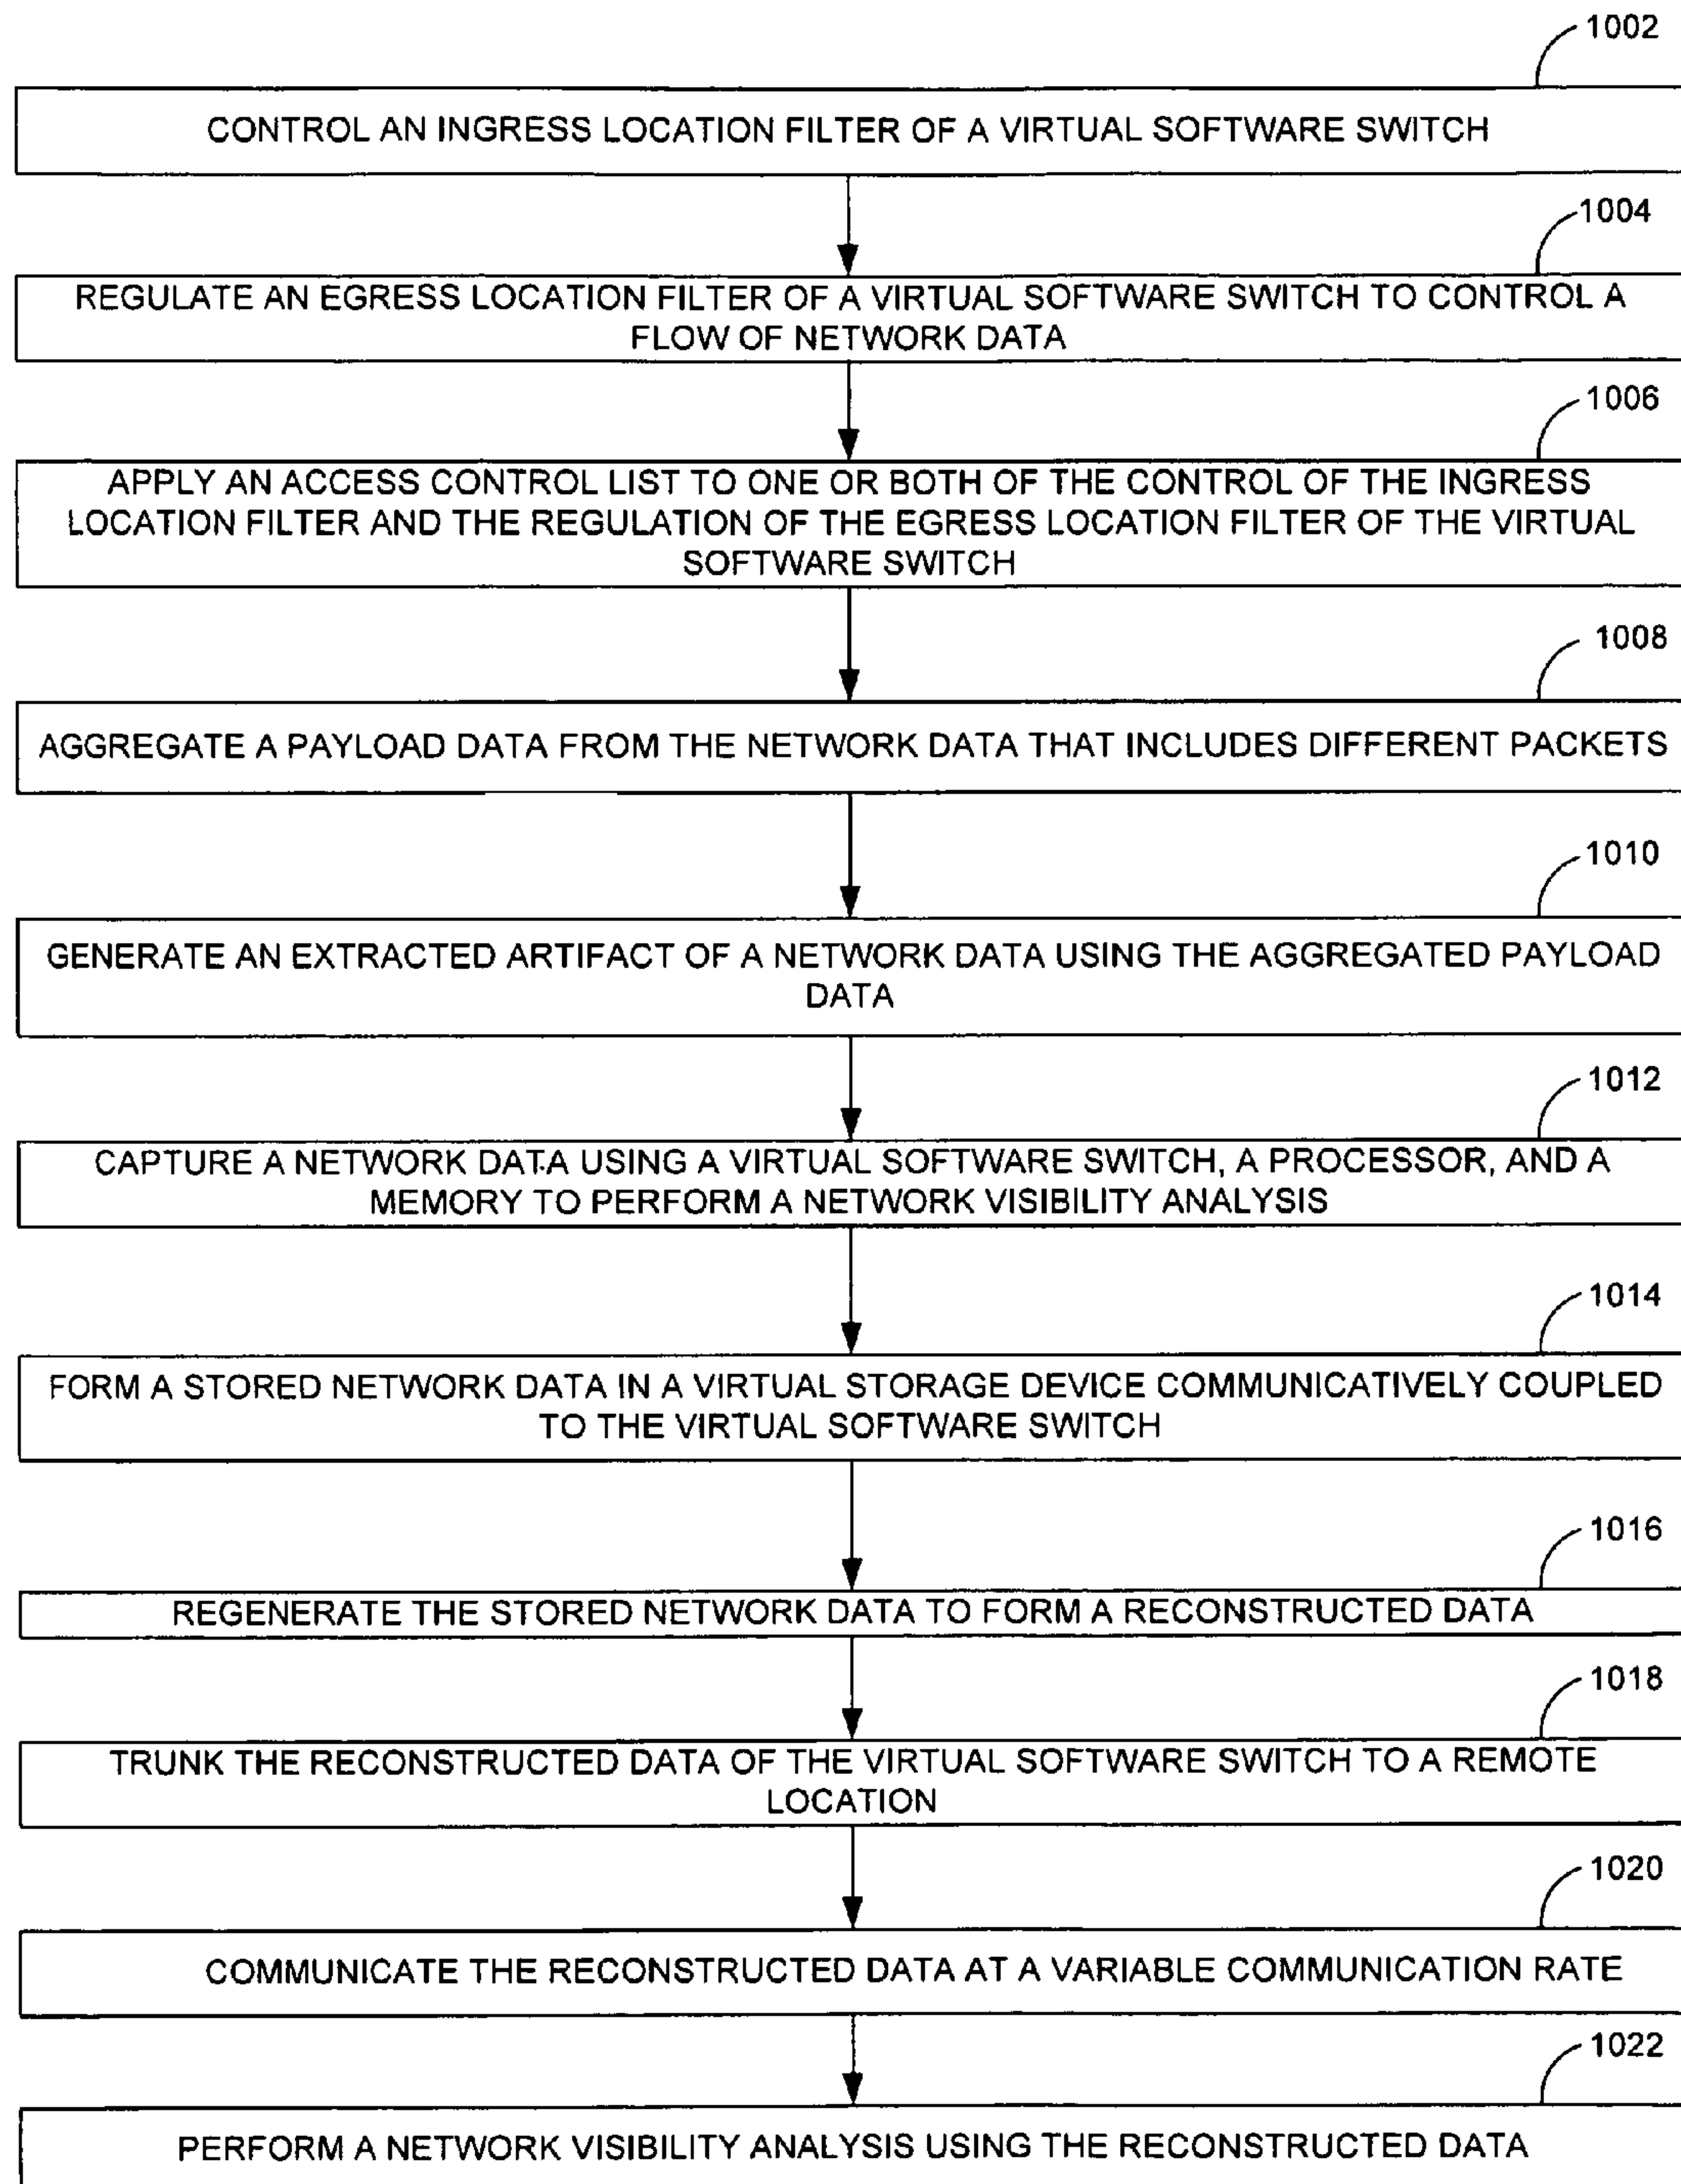 1002
CONTROL AN INGRESS LOCATION FILTER OF A VIRTUAL SOFTWARE SWITCH
1004
REGULATE AN EGRESS LOCATION FILTER OF A VIRTUAL SOFTWARE SWITCH TO CONTROL A
FLOW OF NETWORK DATA
1006
APPLY AN ACCESS CONTROL LIST TO ONE OR BOTH OF THE CONTROL OF THE INGRESS
LOCATION FILTER AND THE REGULATION OF THE EGRESS LOCATION FILTER OF THE VIRTUAL
SOFTWARE SWITCH
1008
AGGREGATE A PAYLOAD DATA FROM THE NETWORK DATA THAT INCLUDES DIFFERENT PACKETS
1010
GENERATE AN EXTRACTED ARTIFACT OF A NETWORK DATA USING THE AGGREGATED PAYLOAD
DATA
1012
CAPTURE A NETWORK DATA USING A VIRTUAL SOFTWARE SWITCH, A PROCESSOR, AND A
MEMORY TO PERFORM A NETWORK VISIBILITY ANALYSIS
1014
FORM A STORED NETWORK DATA IN A VIRTUAL STORAGE DEVICE COMMUNICATIVELY COUPLED
TO THE VIRTUAL SOFTWARE SWITCH
1016
REGENERATE THE STORED NETWORK DATA TO FORM A RECONSTRUCTED DATA
1018
TRUNK THE RECONSTRUCTED DATA OF THE VIRTUAL SOFTWARE SWITCH TO A REMOTE
LOCATION
1020
COMMUNICATE THE RECONSTRUCTED DATA AT A VARIABLE COMMUNICATION RATE
1022
PERFORM A NETWORK VISIBILITY ANALYSIS USING THE RECONSTRUCTED DATA